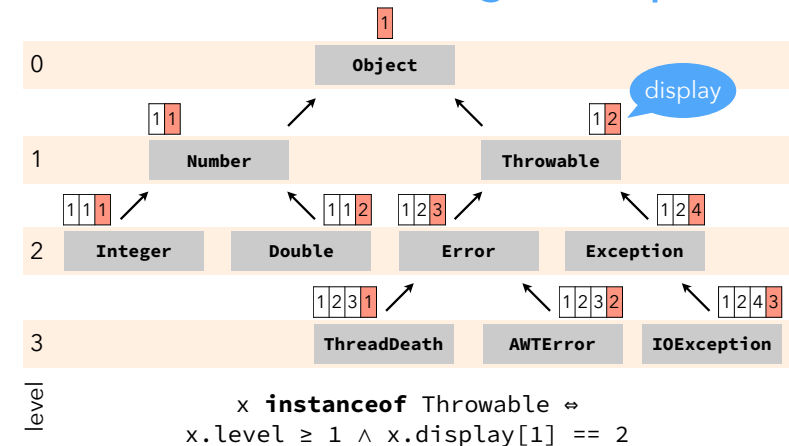 1
0 Object
display
1 1
1 2
1 Number Throwable
1 1 1
1 1 2
1 2 3
1 2 4
2 Integer Double Error Exception
1 2 3 1
1 2 3 2
1 2 4 3
3 ThreadDeath AWTError IOException
level
x instanceof Throwable ⇔
x.level ≥ 1 ∧ x.display[1] == 2